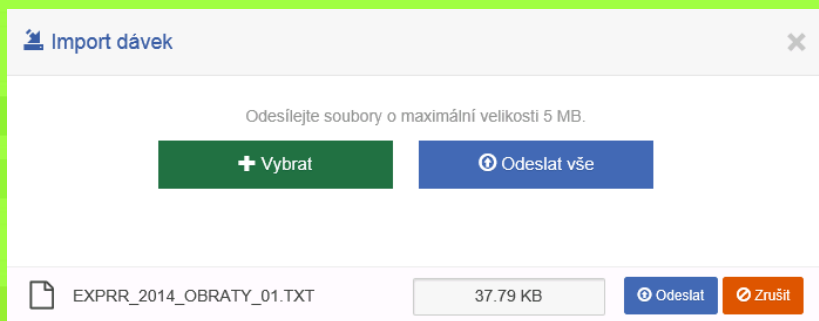 Import dávek
Odesílejte soubory o maximální velikosti 5 MB.
Vybrat
Odeslat vše
EXPRR_2014_OBRATY_01.TXT 37.79 KB Odeslat Zrušit